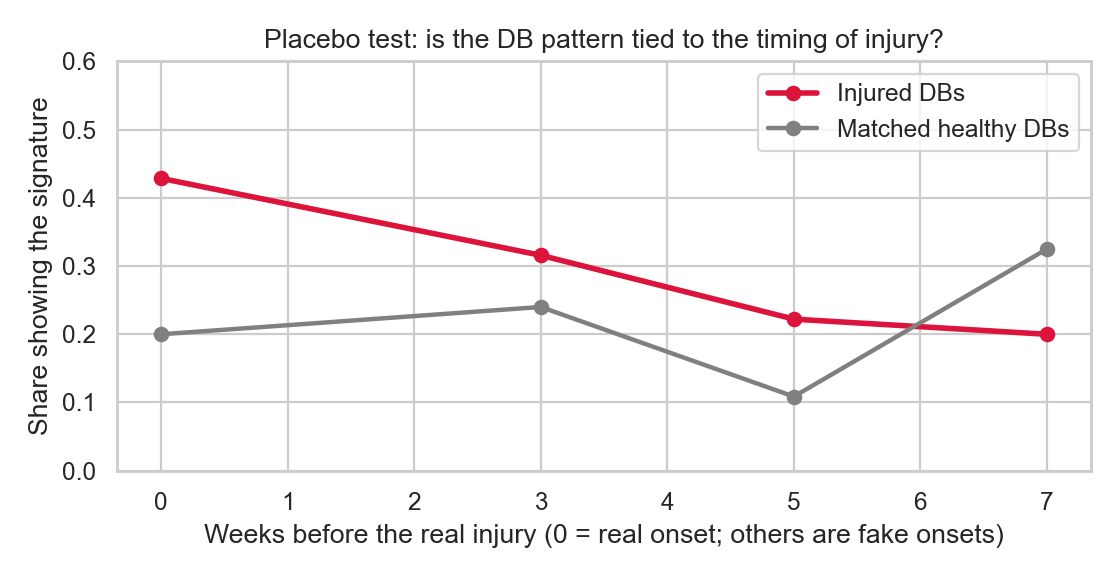 Placebo test: is the DB pattern tied to the timing of injury?
Injured DBs
Matched healthy DBs
Share showing the signature
0.6
0.5
0.4
0.3
0.2
0.1
0.0
0 1 2 3 4 5 6 7
Weeks before the real injury (0 = real onset; others are fake onsets)